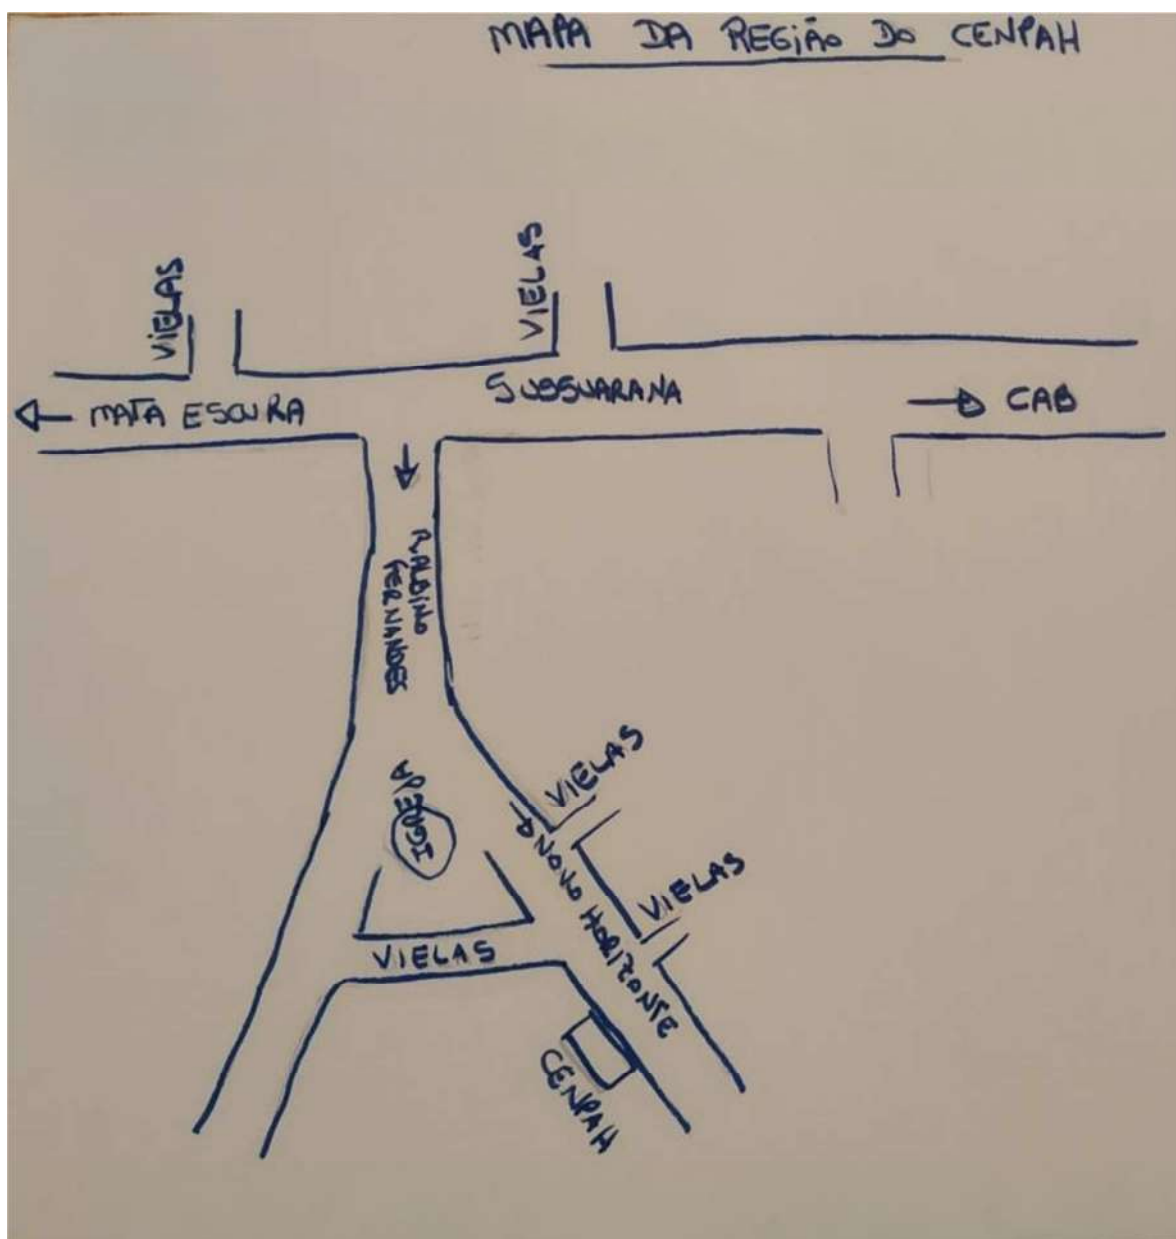 MAPA DA REGIÃO DO CENPAH
VIELAS
VIELAS
SUSSUARANA
MATA ESCURA
CAB
R. ALBINO
FERNANDES
VIELAS
IGREJA
NOVO HORIZONTE
VIELAS
VIELAS
CENPAH